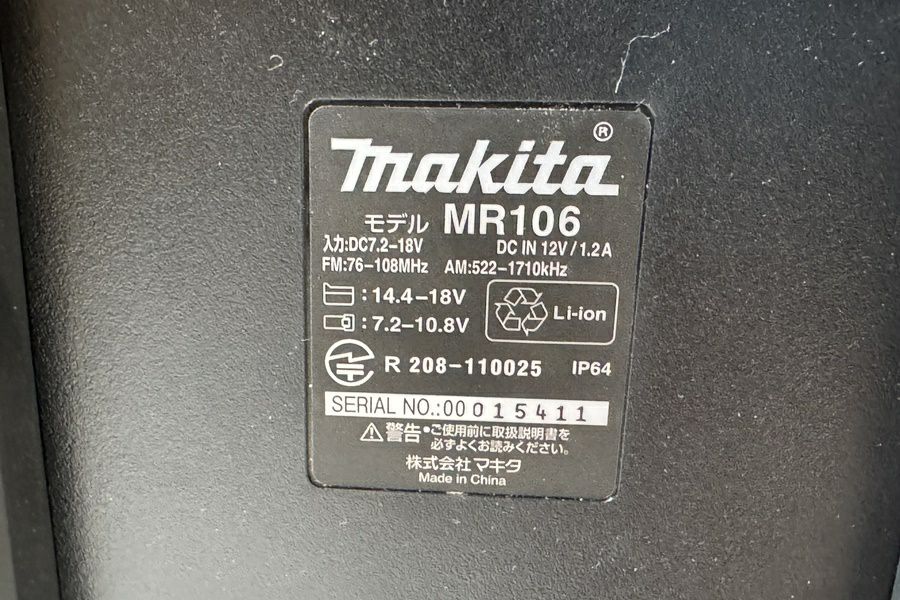 makita®
モデル MR106
入力:DC7.2-18V DC IN 12V/1.2A
FM:76-108MHz AM:522-1710kHz
:14.4-18V
Li-ion
:7.2-10.8V
R 208-110025 IP64
SERIAL NO.:00 015411
警告•ご使用前に取扱説明書を
必ずよくお読みください。
株式会社マキタ
Made in China